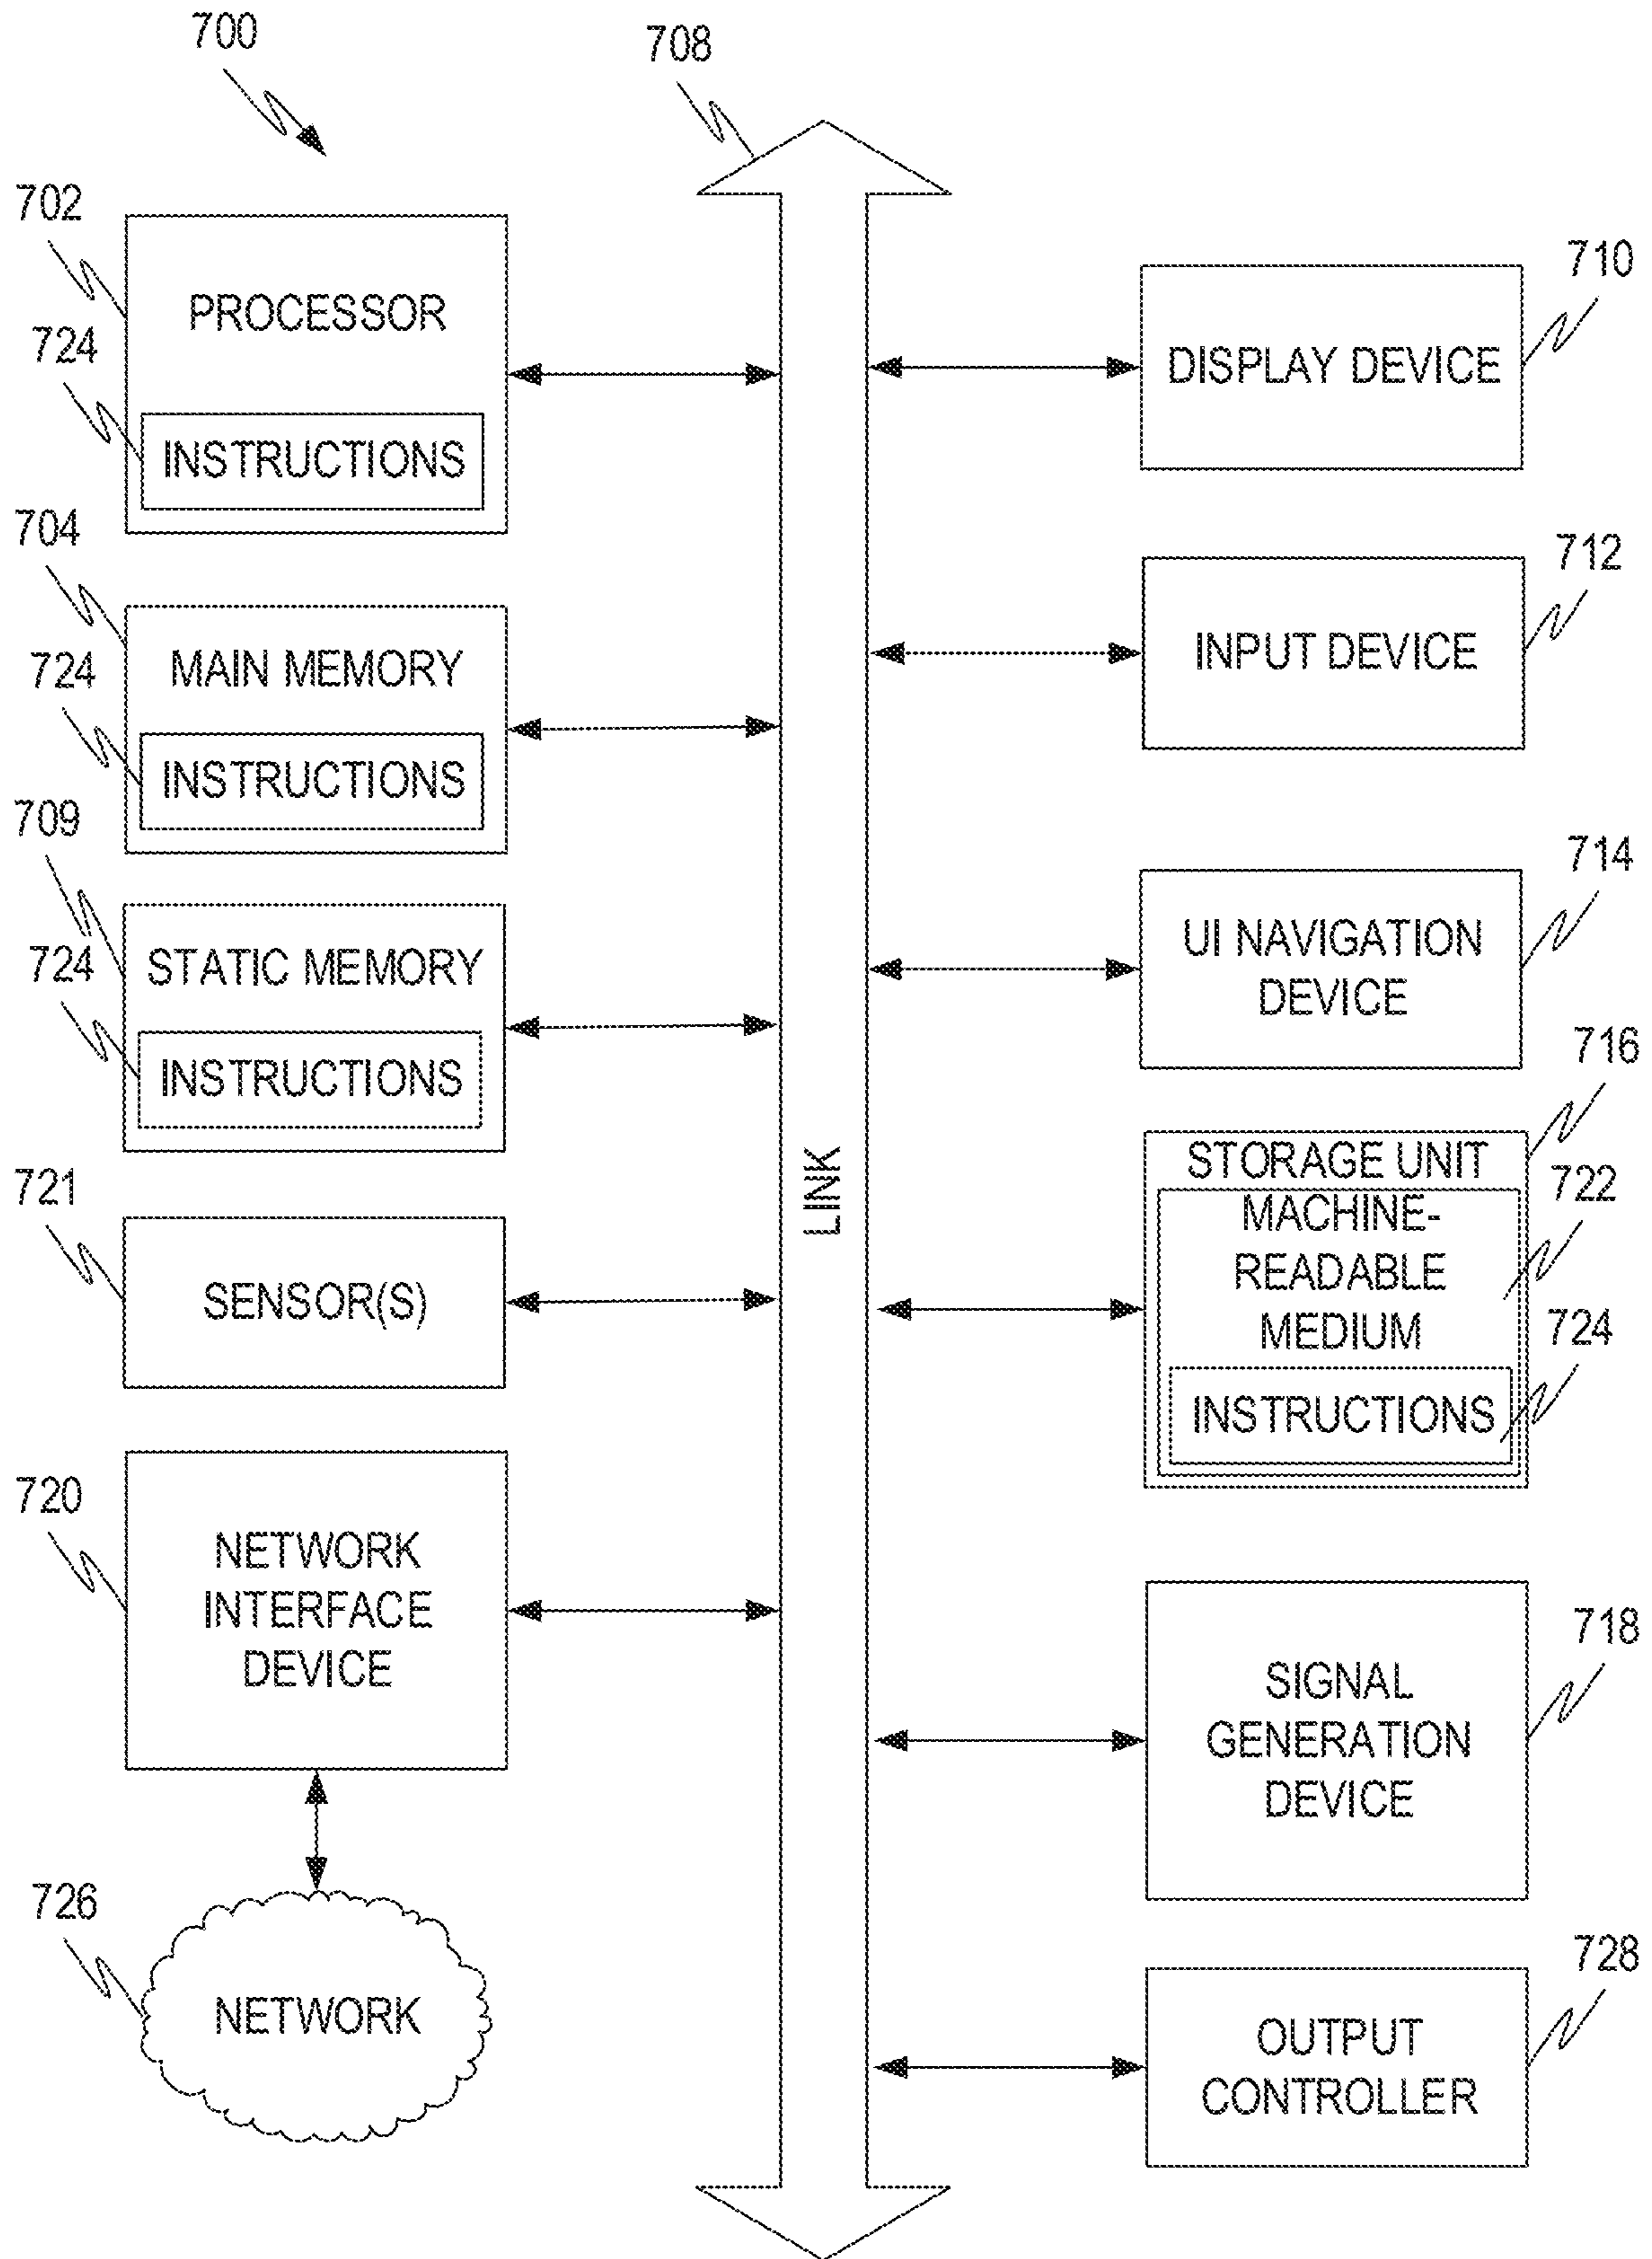 700
708
702
PROCESSOR
724
INSTRUCTIONS
704
MAIN MEMORY
724
INSTRUCTIONS
709
STATIC MEMORY
724
INSTRUCTIONS
721
SENSOR(S)
720
NETWORK
INTERFACE
DEVICE
726
NETWORK
LINK
710
DISPLAY DEVICE
712
INPUT DEVICE
714
UI NAVIGATION
DEVICE
716
STORAGE UNIT
722
MACHINE-
READABLE
MEDIUM
724
INSTRUCTIONS
718
SIGNAL
GENERATION
DEVICE
728
OUTPUT
CONTROLLER